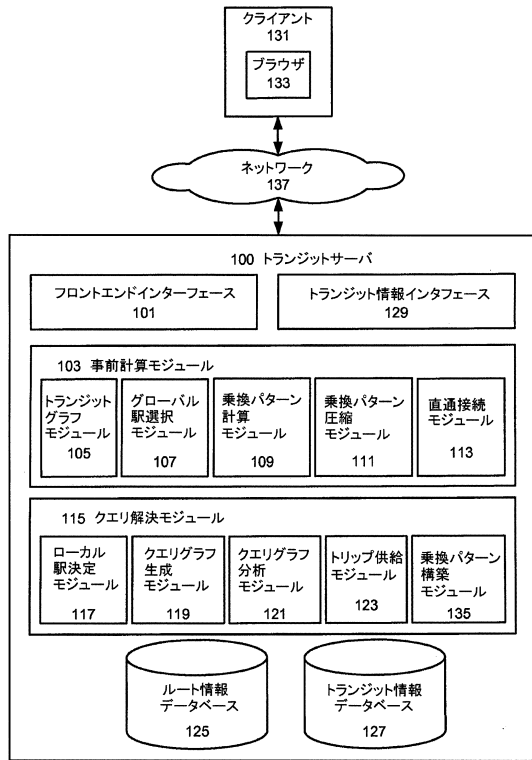 クライアント
131
ブラウザ
133
ネットワーク
137
100 トランジットサーバ
フロントエンドインターフェース
101
トランジット情報インタフェース
129
103 事前計算モジュール
トランジット
グラフ
モジュール
105
グローバル
駅選択
モジュール
107
乗換パターン
計算
モジュール
109
乗換パターン
圧縮
モジュール
111
直通接続
モジュール
113
115 クエリ解決モジュール
ローカル
駅決定
モジュール
117
クエリグラフ
生成
モジュール
119
クエリグラフ
分析
モジュール
121
トリップ供給
モジュール
123
乗換パターン
構築
モジュール
135
ルート情報
データベース
125
トランジット情報
データベース
127